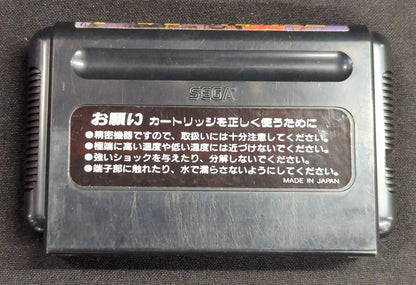 SEGA
お願い カートリッジを正しく使うために
●精密機器ですので、取扱いには十分注意してください。
●極端に高い温度や低い温度には近づけないでください。
●強いショックを与えたり、分解しないでください。
●端子部に触れたり、水で濡らさないようにしてください。
MADE IN JAPAN